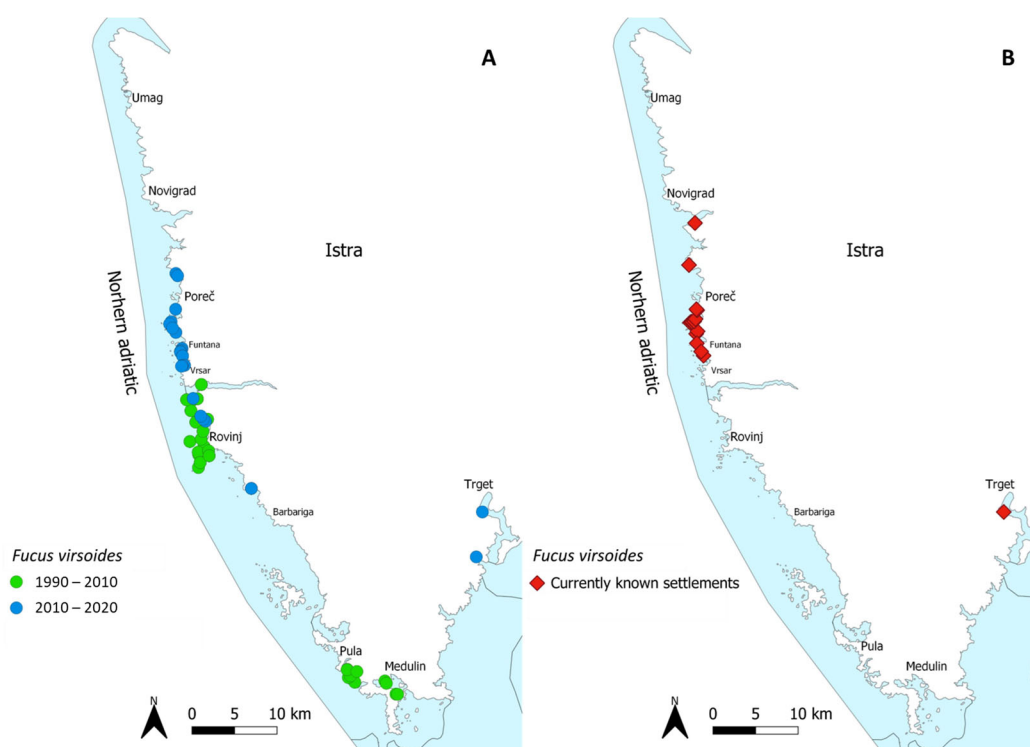 A
Umag
Novigrad
Istra
Norhern adriatic
Poreč
Funtana
Vrsar
Rovinj
Trget
Barbariga
Fucus virsoides
1990 – 2010
2010 – 2020
Pula
Medulin
N
0 5 10 km
B
Umag
Novigrad
Istra
Norhern adriatic
Poreč
Funtana
Vrsar
Rovinj
Trget
Barbariga
Fucus virsoides
Currently known settlements
Pula
Medulin
N
0 5 10 km